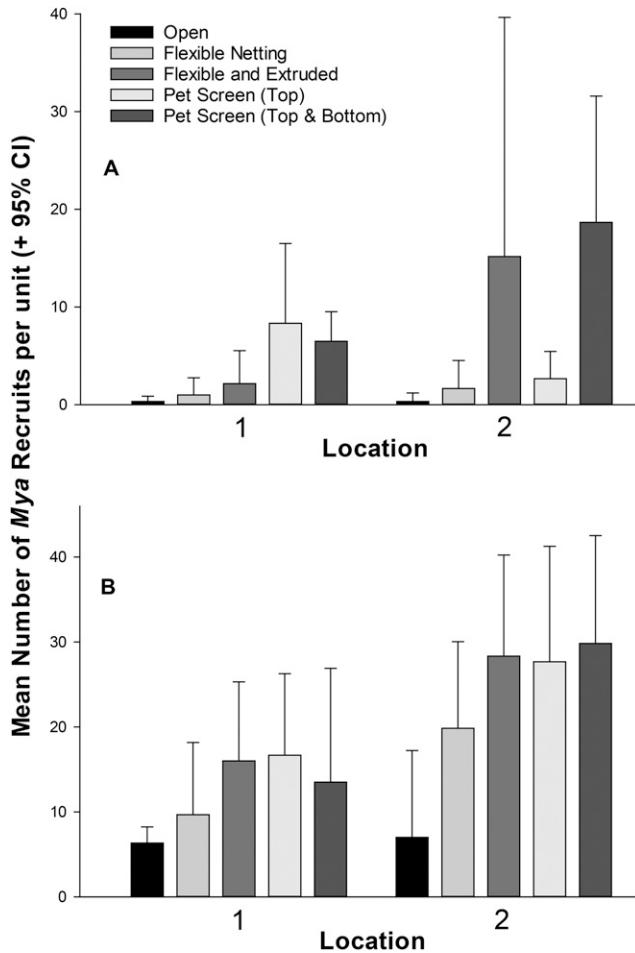 Mean Number of Mya Recruits per unit (+ 95% CI)
40
30
20
10
0
Open
Flexible Netting
Flexible and Extruded
Pet Screen (Top)
Pet Screen (Top & Bottom)
A
1
2
Location
40
30
20
10
0
B
1
2
Location